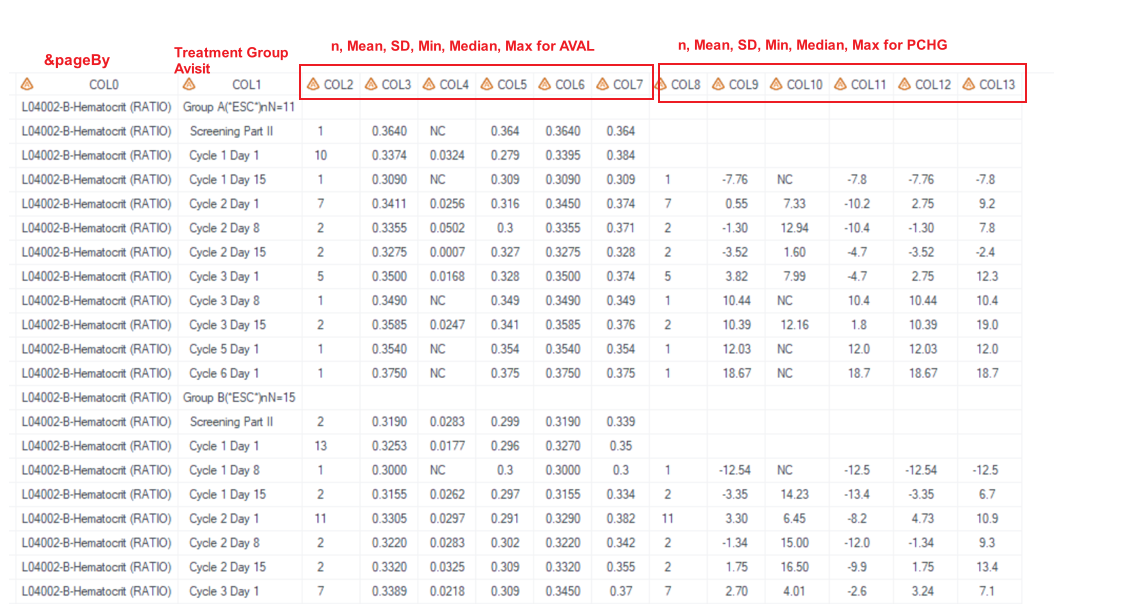 n, Mean, SD, Min, Median, Max for AVAL n, Mean, SD, Min, Median, Max for PCHG
&pageBy Treatment Group
Avisit
COL0 COL1 COL2 COL3 COL4 COL5 COL6 COL7 COL8 COL9 COL10 COL11 COL12 COL13
L04002-B-Hematocrit (RATIO) Group A(*ESC*)nN=11
L04002-B-Hematocrit (RATIO) Screening Part II 1 0.3640 NC 0.364 0.3640 0.364
L04002-B-Hematocrit (RATIO) Cycle 1 Day 1 10 0.3374 0.0324 0.279 0.3395 0.384
L04002-B-Hematocrit (RATIO) Cycle 1 Day 15 1 0.3090 NC 0.309 0.3090 0.309 1 -7.76 NC -7.8 -7.76 -7.8
L04002-B-Hematocrit (RATIO) Cycle 2 Day 1 7 0.3411 0.0256 0.316 0.3450 0.374 7 0.55 7.33 -10.2 2.75 9.2
L04002-B-Hematocrit (RATIO) Cycle 2 Day 8 2 0.3355 0.0502 0.3 0.3355 0.371 2 -1.30 12.94 -10.4 -1.30 7.8
L04002-B-Hematocrit (RATIO) Cycle 2 Day 15 2 0.3275 0.0007 0.327 0.3275 0.328 2 -3.52 1.60 -4.7 -3.52 -2.4
L04002-B-Hematocrit (RATIO) Cycle 3 Day 1 5 0.3500 0.0168 0.328 0.3500 0.374 5 3.82 7.99 -4.7 2.75 12.3
L04002-B-Hematocrit (RATIO) Cycle 3 Day 8 1 0.3490 NC 0.349 0.3490 0.349 1 10.44 NC 10.4 10.44 10.4
L04002-B-Hematocrit (RATIO) Cycle 3 Day 15 2 0.3585 0.0247 0.341 0.3585 0.376 2 10.39 12.16 1.8 10.39 19.0
L04002-B-Hematocrit (RATIO) Cycle 5 Day 1 1 0.3540 NC 0.354 0.3540 0.354 1 12.03 NC 12.0 12.03 12.0
L04002-B-Hematocrit (RATIO) Cycle 6 Day 1 1 0.3750 NC 0.375 0.3750 0.375 1 18.67 NC 18.7 18.67 18.7
L04002-B-Hematocrit (RATIO) Group B(*ESC*)nN=15
L04002-B-Hematocrit (RATIO) Screening Part II 2 0.3190 0.0283 0.299 0.3190 0.339
L04002-B-Hematocrit (RATIO) Cycle 1 Day 1 13 0.3253 0.0177 0.296 0.3270 0.35
L04002-B-Hematocrit (RATIO) Cycle 1 Day 8 1 0.3000 NC 0.3 0.3000 0.3 1 -12.54 NC -12.5 -12.54 -12.5
L04002-B-Hematocrit (RATIO) Cycle 1 Day 15 2 0.3155 0.0262 0.297 0.3155 0.334 2 -3.35 14.23 -13.4 -3.35 6.7
L04002-B-Hematocrit (RATIO) Cycle 2 Day 1 11 0.3305 0.0297 0.291 0.3290 0.382 11 3.30 6.45 -8.2 4.73 10.9
L04002-B-Hematocrit (RATIO) Cycle 2 Day 8 2 0.3220 0.0283 0.302 0.3220 0.342 2 -1.34 15.00 -12.0 -1.34 9.3
L04002-B-Hematocrit (RATIO) Cycle 2 Day 15 2 0.3320 0.0325 0.309 0.3320 0.355 2 1.75 16.50 -9.9 1.75 13.4
L04002-B-Hematocrit (RATIO) Cycle 3 Day 1 7 0.3389 0.0218 0.309 0.3450 0.37 7 2.70 4.01 -2.6 3.24 7.1